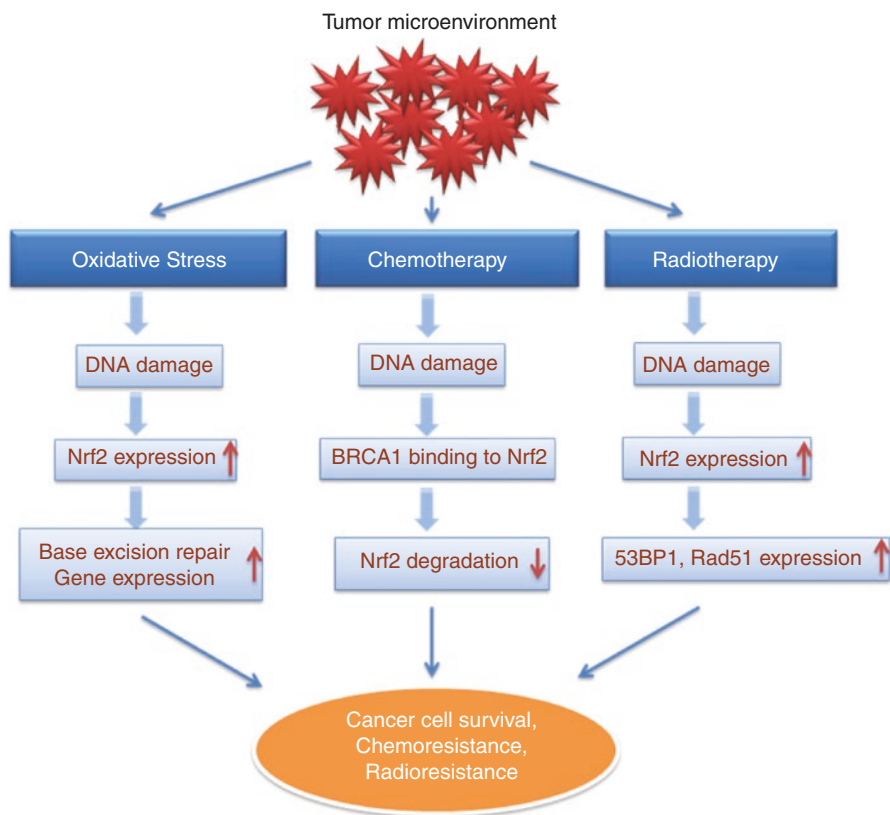 Tumor microenvironment
Oxidative Stress
Chemotherapy
Radiotherapy
DNA damage
DNA damage
DNA damage
Nrf2 expression
BRCA1 binding to Nrf2
Nrf2 expression
Base excision repair
Gene expression
Nrf2 degradation
53BP1, Rad51 expression
Cancer cell survival,
Chemoresistance,
Radioresistance